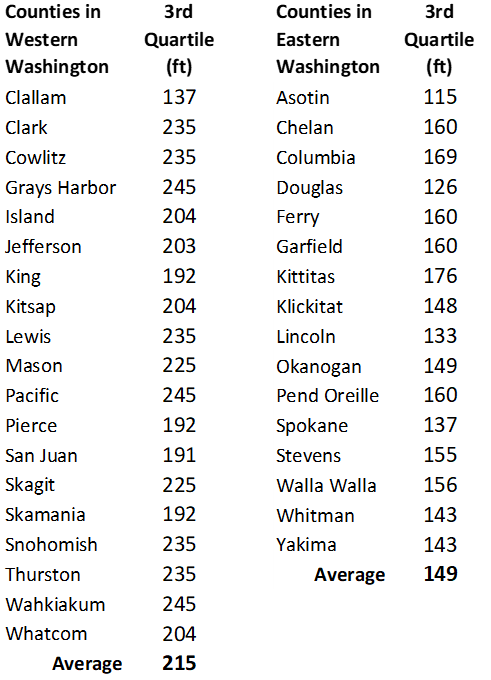 Counties in Western Washington 3rd Quartile (ft)
Clallam 137
Clark 235
Cowlitz 235
Grays Harbor 245
Island 204
Jefferson 203
King 192
Kitsap 204
Lewis 235
Mason 225
Pacific 245
Pierce 192
San Juan 191
Skagit 225
Skamania 192
Snohomish 235
Thurston 235
Wahkiakum 245
Whatcom 204
Average 215
Counties in Eastern Washington 3rd Quartile (ft)
Asotin 115
Chelan 160
Columbia 169
Douglas 126
Ferry 160
Garfield 160
Kittitas 176
Klickitat 148
Lincoln 133
Okanogan 149
Pend Oreille 160
Spokane 137
Stevens 155
Walla Walla 156
Whitman 143
Yakima 143
Average 149